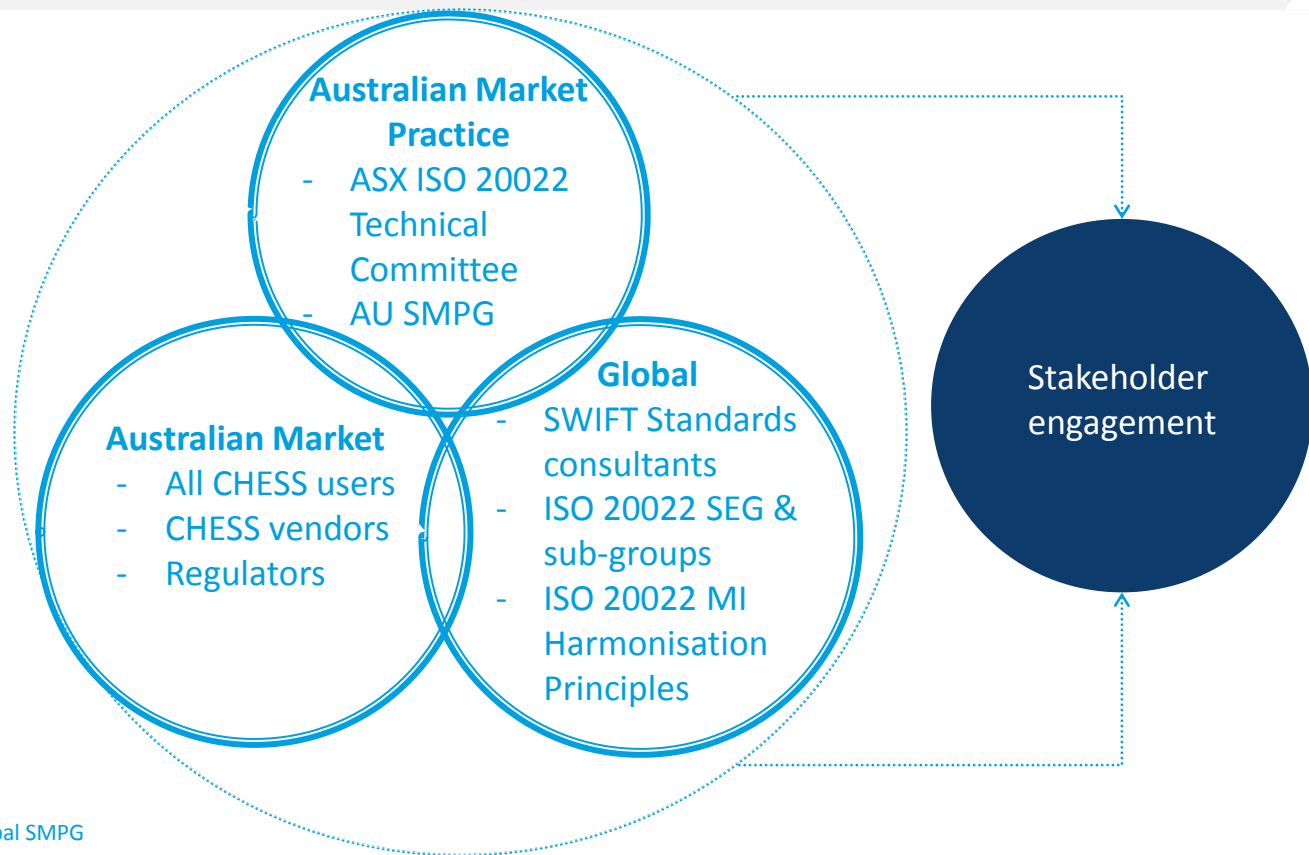 Australian Market
Practice
- ASX ISO 20022
Technical
Committee
- AU SMPG
Australian Market
- All CHESS users
- CHESS vendors
- Regulators
Global
- SWIFT Standards
consultants
- ISO 20022 SEG &
sub-groups
- ISO 20022 MI
Harmonisation
Principles
Stakeholder
engagement
SMPG